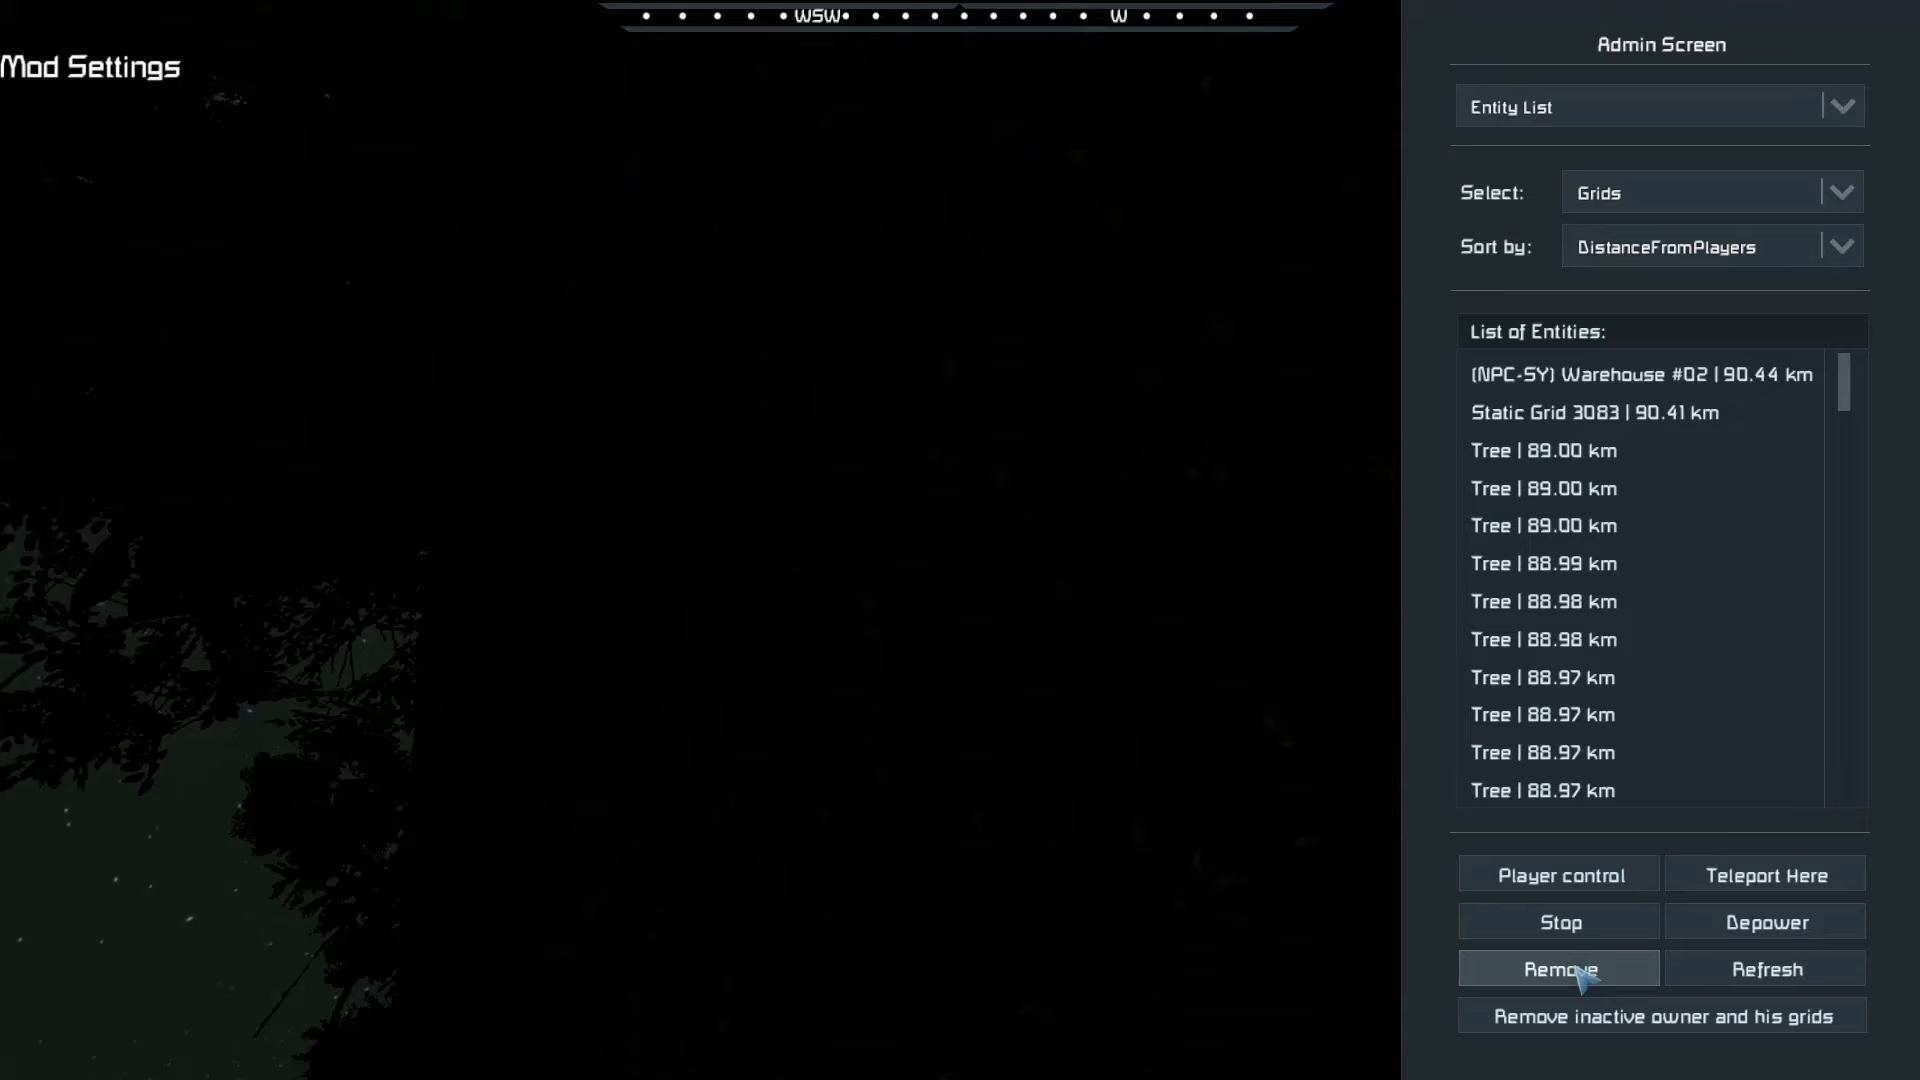 WSW W
Mod Settings
Admin Screen
Entity List
Select: Grids
Sort by: DistanceFromPlayers
List of Entities:
(NPC-SY) Warehouse #02 | 90.44 km
Static Grid 3083 | 90.41 km
Tree | 89.00 km
Tree | 89.00 km
Tree | 89.00 km
Tree | 88.99 km
Tree | 88.98 km
Tree | 88.98 km
Tree | 88.97 km
Tree | 88.97 km
Tree | 88.97 km
Tree | 88.97 km
Player control Teleport Here
Stop Depower
Remove Refresh
Remove inactive owner and his grids